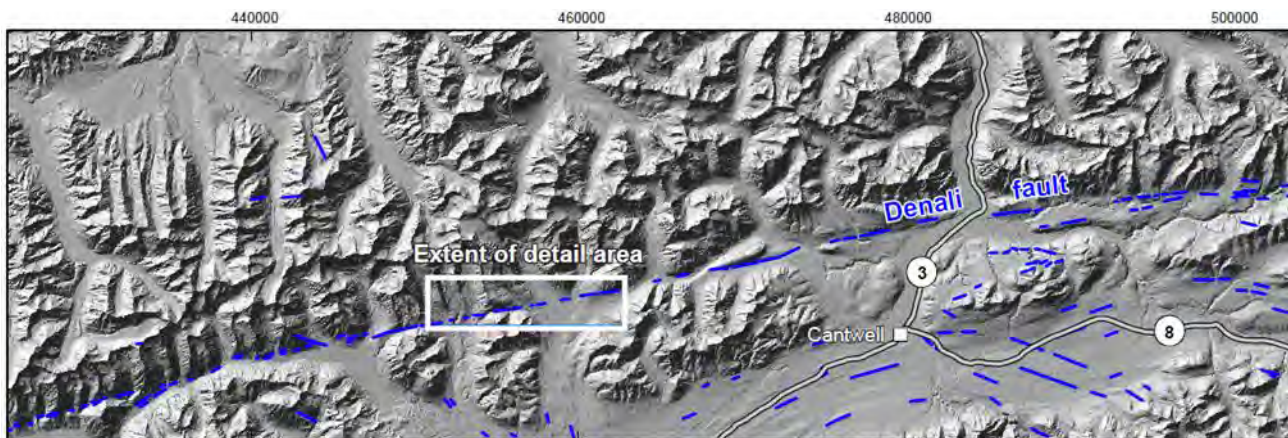 440000 460000 480000 500000
Denali fault
Extent of detail area
3
Cantwell
8